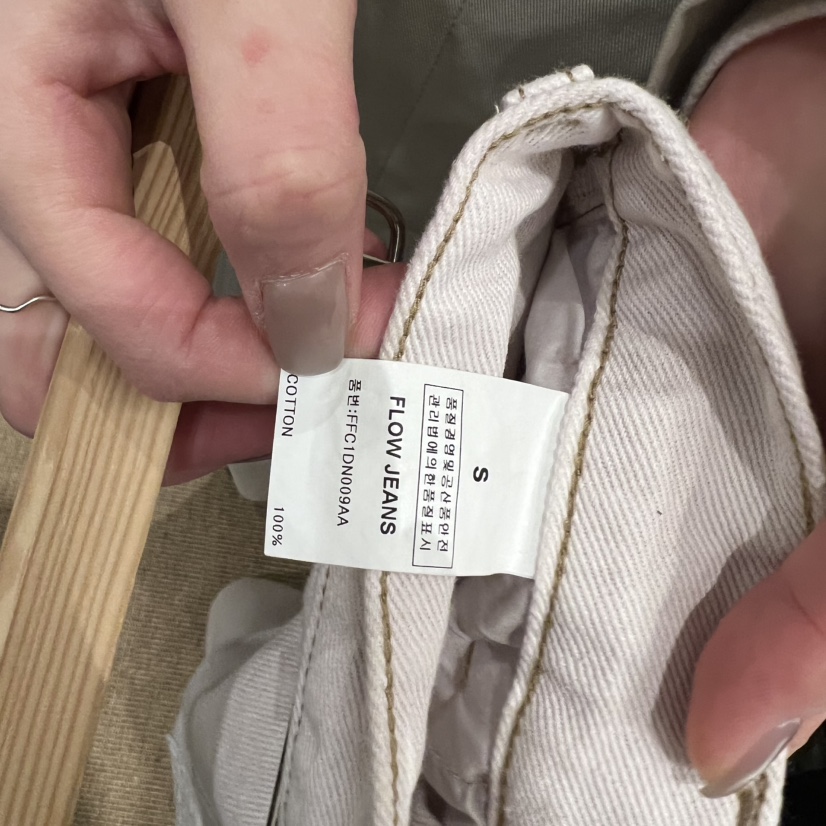 S
품질경영및공산품안전
관리법에의한품질표시
FLOW JEANS
품번:FFC1DN009AA
COTTON 100%